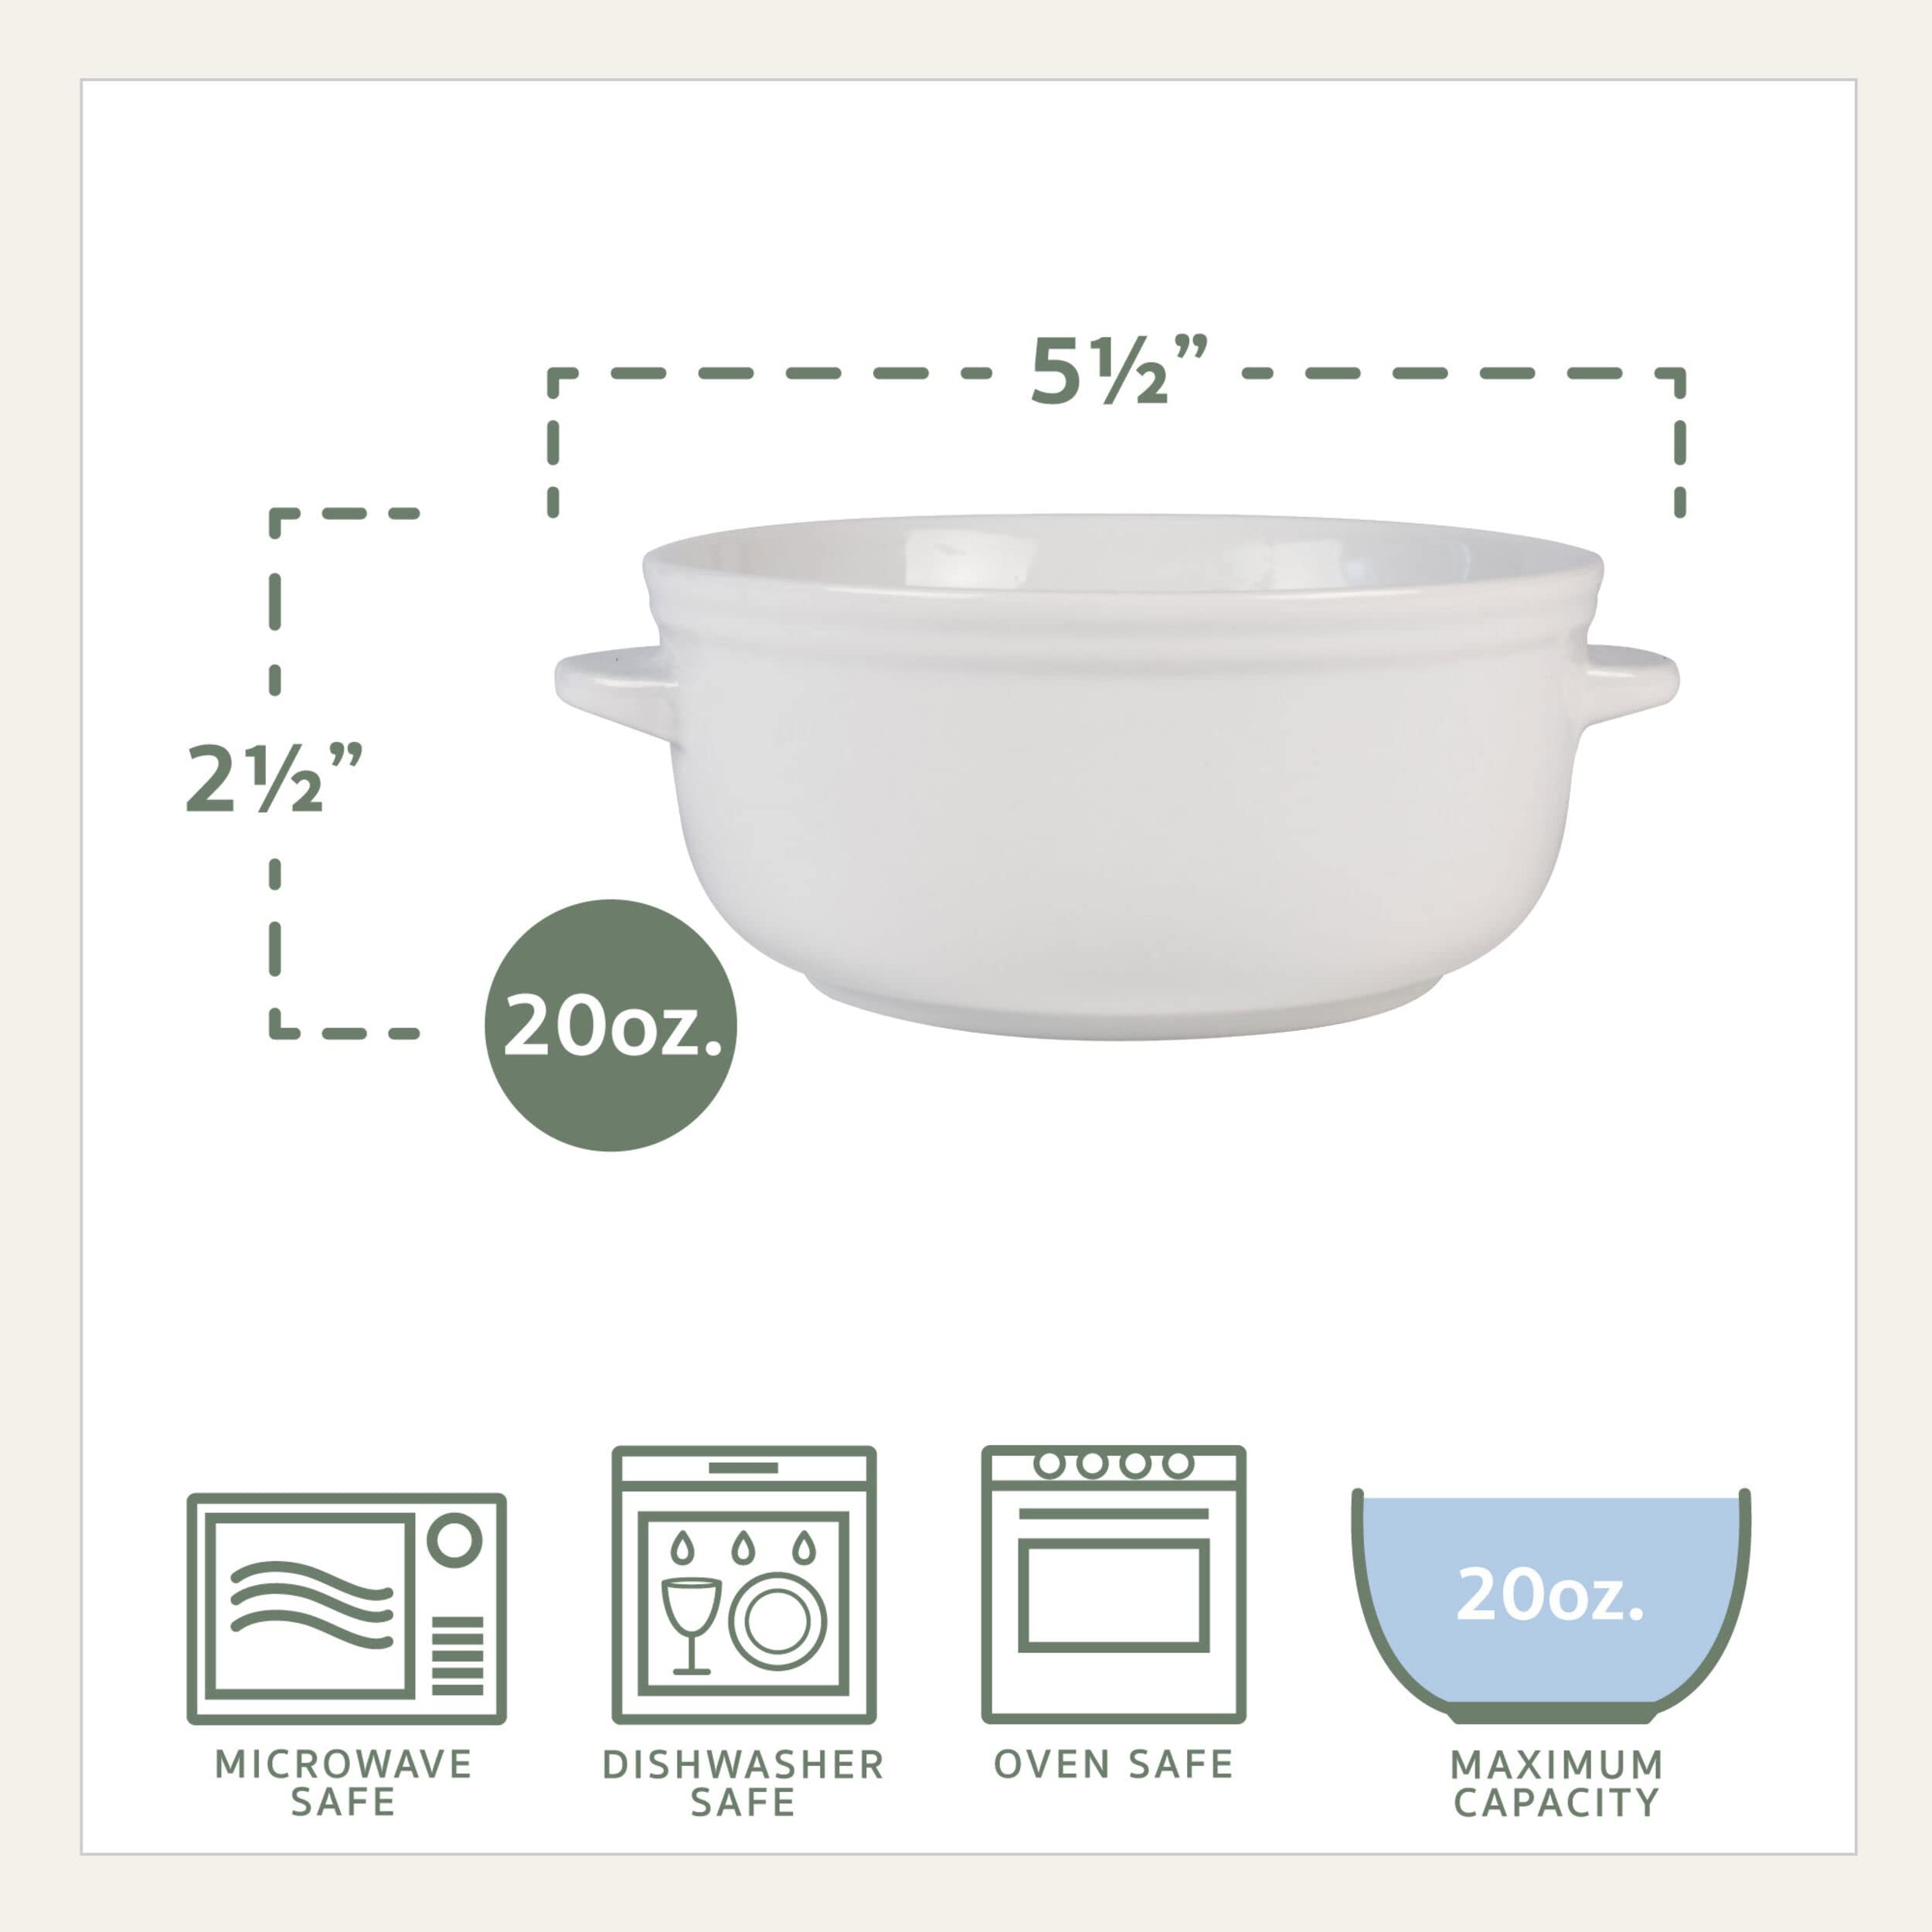 5½”
2½”
20oz.
20oz.
MICROWAVE
SAFE
DISHWASHER
SAFE
OVEN SAFE
MAXIMUM
CAPACITY